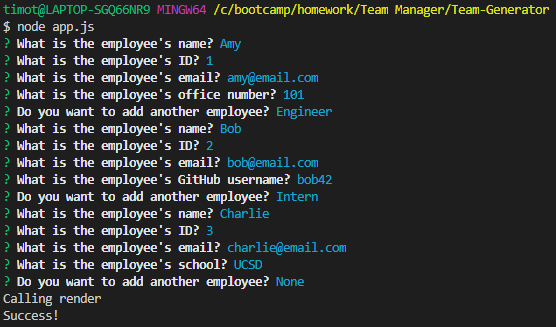 timot@LAPTOP-SGQ66NR9 MINGW64 /c/bootcamp/homework/Team Manager/Team-Generator
$ node app.js
? What is the employee's name? Amy
? What is the employee's ID? 1
? What is the employee's email? amy@email.com
? What is the employee's office number? 101
? Do you want to add another employee? Engineer
? What is the employee's name? Bob
? What is the employee's ID? 2
? What is the employee's email? bob@email.com
? What is the employee's GitHub username? bob42
? Do you want to add another employee? Intern
? What is the employee's name? Charlie
? What is the employee's ID? 3
? What is the employee's email? charlie@email.com
? What is the employee's school? UCSD
? Do you want to add another employee? None
Calling render
Success!